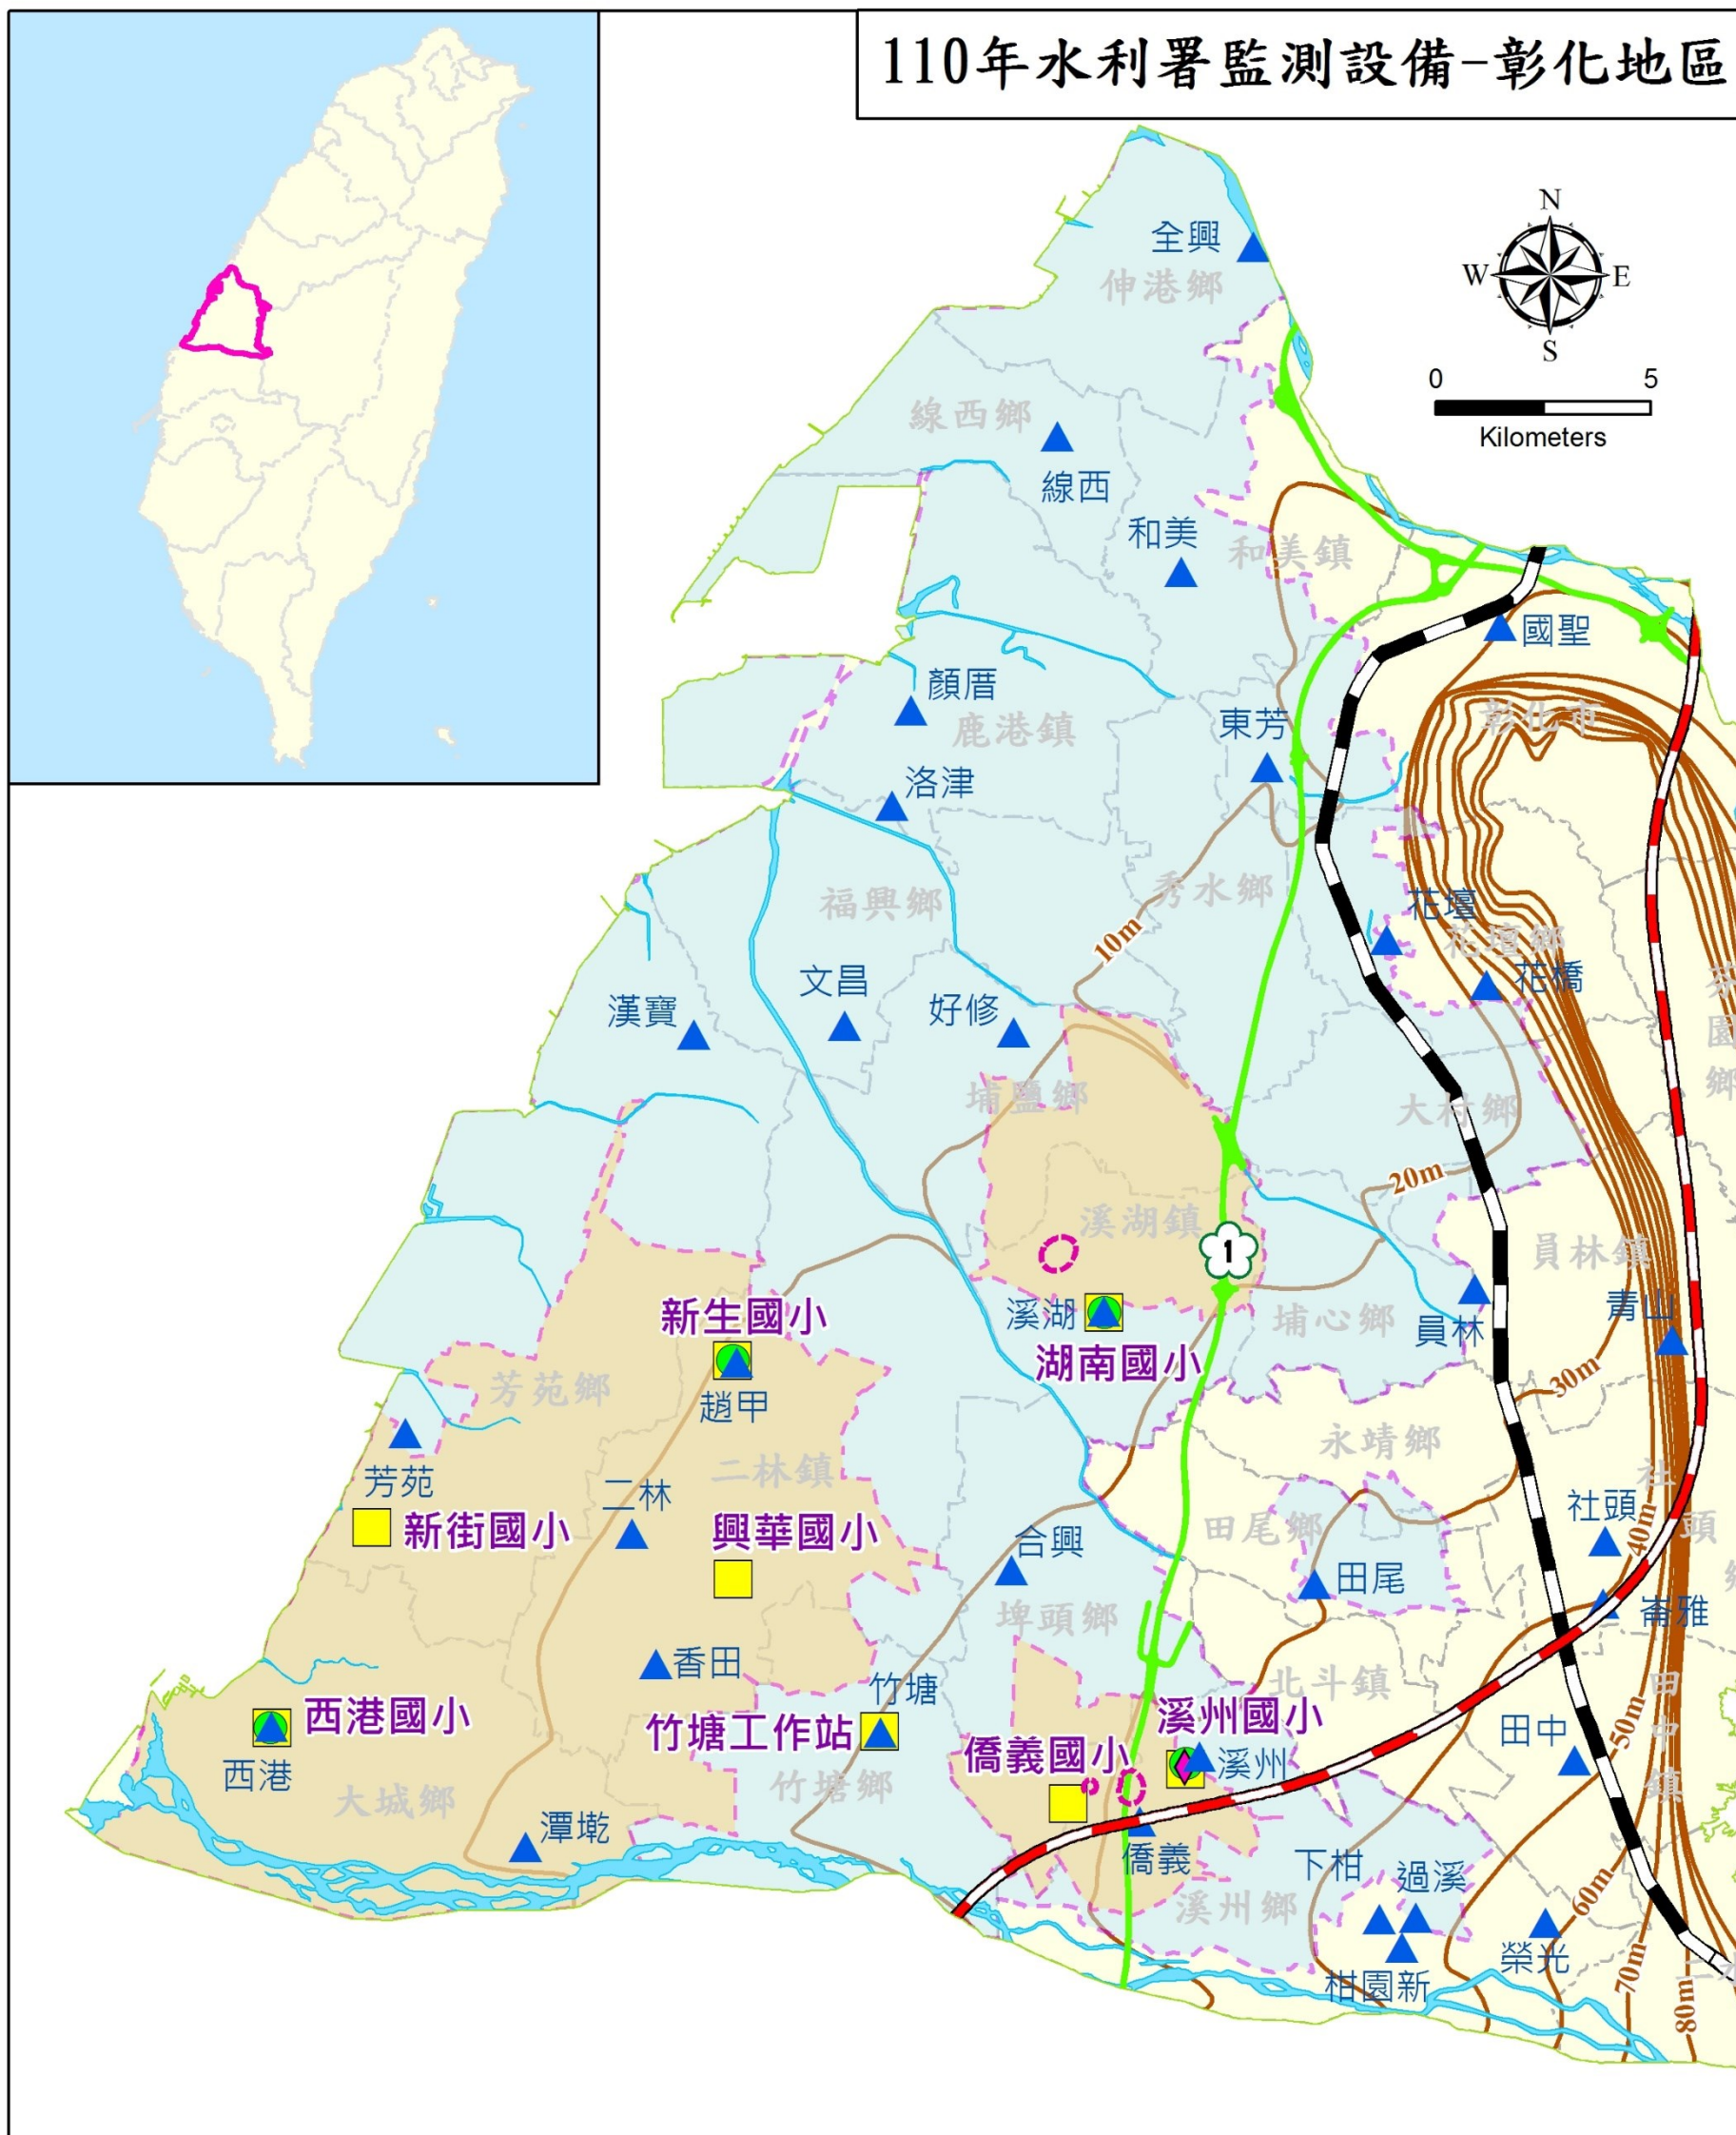 110年水利署監測設備-彰化地區
N
W
E
S
0
5
Kilometers
全興
伸港鄉
線西鄉
線西
和美
和美鎮
國聖
彰化市
顏厝
鹿港鎮
東芳
洛津
福興鄉
秀水鄉
10m
花壇
花壇鄉
花橋
園
鄉
漢寶
文昌
好修
埔鹽鄉
大村鄉
20m
溪湖鎮
1
員林鎮
新生國小
溪湖
湖南國小
埔心鄉
員林
青山
芳苑鄉
趙甲
30m
永靖鄉
芳苑
二林
二林鎮
社
頭
社頭
40m
新街國小
興華國小
合興
田尾鄉
田尾
崙雅
埤頭鄉
香田
竹塘
北斗鎮
田
中
鎮
西港國小
竹塘工作站
僑義國小
溪州國小
溪州
田中
50m
西港
大城鄉
竹塘鄉
潭墘
僑義
下柑
過溪
60m
溪州鄉
柑園新
榮光
70m
80m